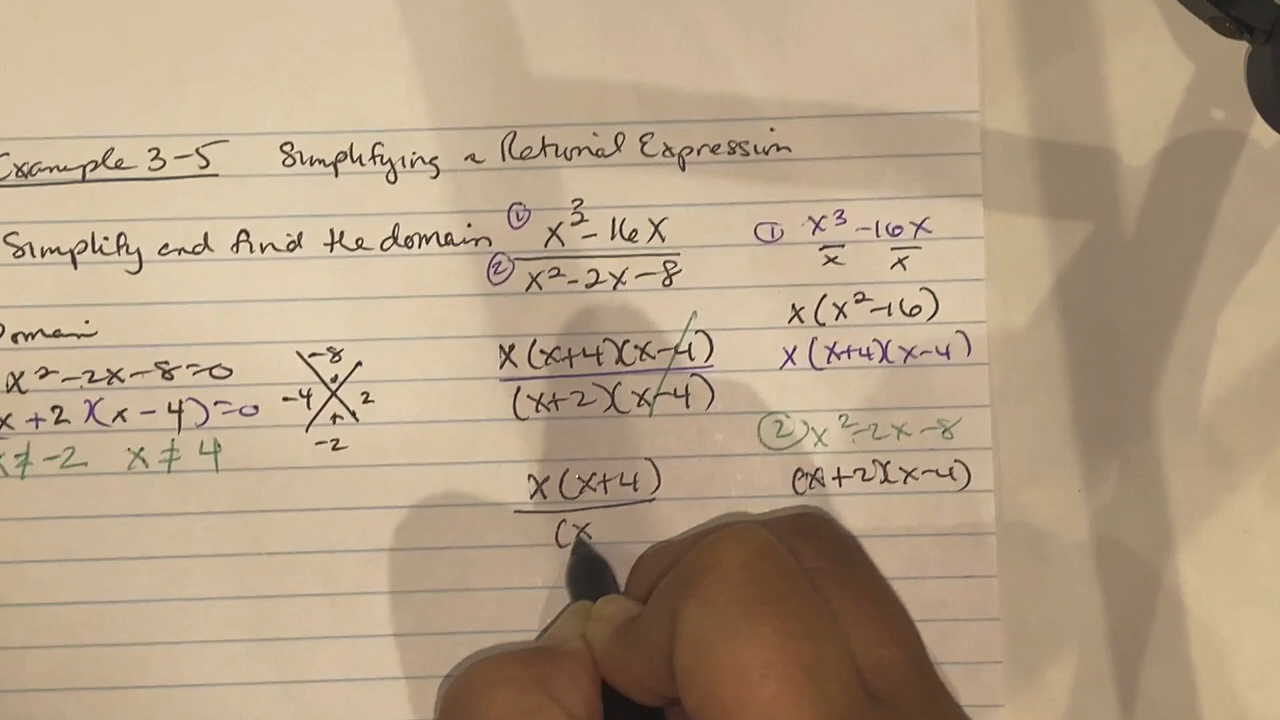 Example 3-5 Simplifying a Rational Expression
Simplify and find the domain ① x³-16x
② x²-2x-8
Domain
x²-2x-8=0
x+2)(x-4)=0
x≠-2 x≠4
-8
-4 2
+
-2
x(x+4)(x-4)
(x+2)(x-4)
x(x+4)
(x
① x³-16x
x x
x(x²-16)
x(x+4)(x-4)
② x²-2x-8
(x+2)(x-4)